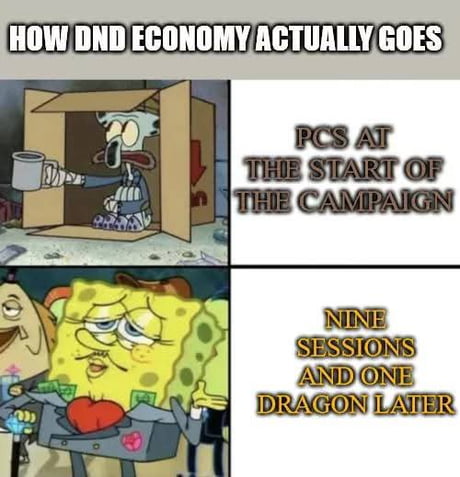 HOW DND ECONOMY ACTUALLY GOES
PCS AT
THE START OF
THE CAMPAIGN
NINE
SESSIONS
AND ONE
DRAGON LATER